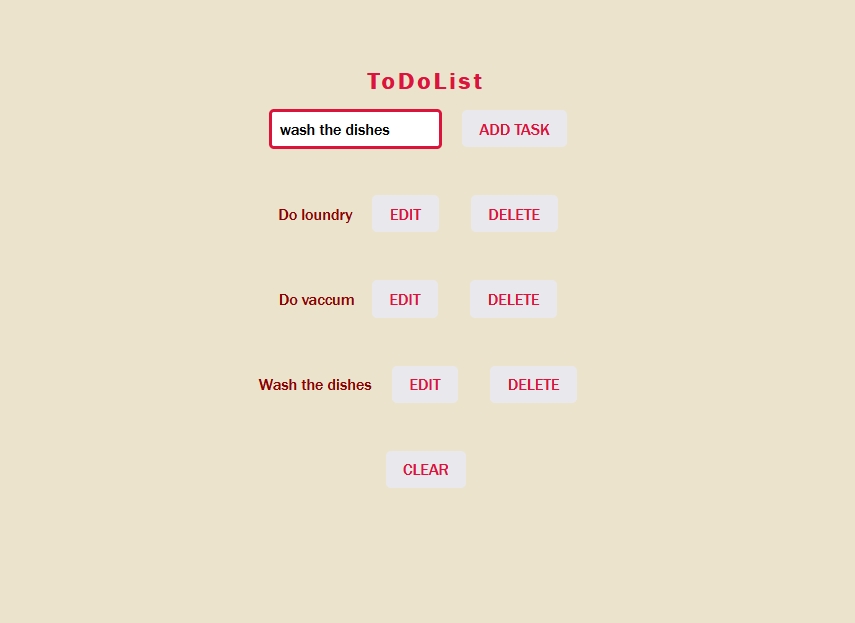 ToDoList
wash the dishes ADD TASK
Do loundry EDIT DELETE
Do vaccum EDIT DELETE
Wash the dishes EDIT DELETE
CLEAR